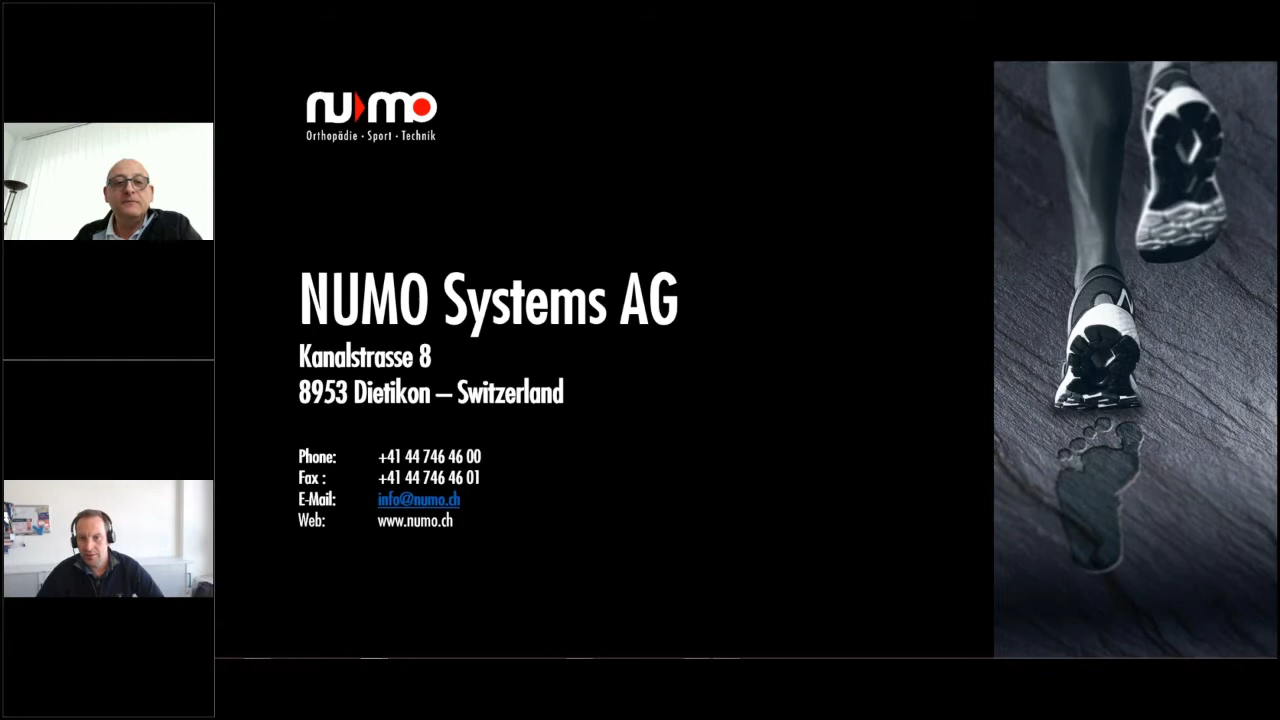 numo
Orthopädie • Sport • Technik
NUMO Systems AG
Kanalstrasse 8
8953 Dietikon – Switzerland
Phone: +41 44 746 46 00
Fax : +41 44 746 46 01
E-Mail: info@numo.ch
Web: www.numo.ch